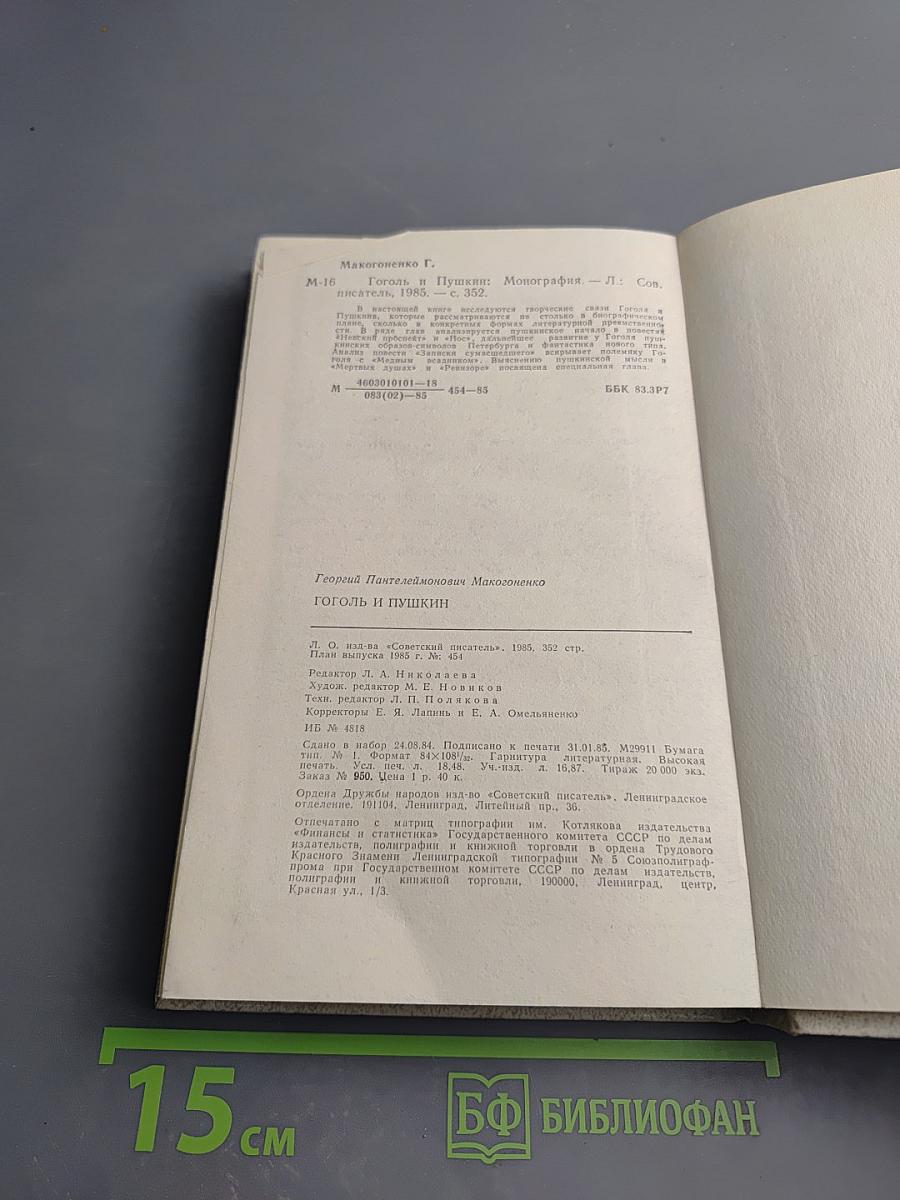 Макогоненко Г.
М-16 Гоголь и Пушкин: Монография. — Л.: Сов.
писатель, 1985. — с. 352.
В настоящей книге исследуются творческие связи Гоголя и
Пушкина, которые рассматриваются не столько в биографическом
плане, сколько в конкретных формах литературной преемственно-
сти. В ряде глав анализируется пушкинское начало в повестях
«Невский проспект» и «Нос», дальнейшее развитие у Гоголя пуш-
кинских образов-символов Петербурга и фантастика нового типа.
Анализ повести «Записки сумасшедшего» вскрывает полемику Го-
голя с «Медным всадником». Выяснению пушкинской мысли в
«Мертвых душах» и «Ревизоре» посвящена специальная глава.
М 4603010101—18 454—85 ББК 83.3Р7
083(02)—85
Георгий Пантелеймонович Макогоненко
ГОГОЛЬ И ПУШКИН
Л. О. изд-ва «Советский писатель». 1985. 352 стр.
План выпуска 1985 г. №: 454
Редактор Л. А. Николаева
Худож. редактор М. Е. Новиков
Техн. редактор Л. П. Полякова
Корректоры Е. Я. Лапинь и Е. А. Омельяненко
ИБ № 4818
Сдано в набор 24.08.84. Подписано к печати 31.01.85. М29911 Бумага
тип. № 1. Формат 84×108¹/₃₂. Гарнитура литературная. Высокая
печать. Усл. печ. л. 18,48. Уч.-изд. л. 16,87. Тираж 20 000 экз.
Заказ № 950. Цена 1 р. 40 к.
Ордена Дружбы народов изд-во «Советский писатель». Ленинградское
отделение. 191104, Ленинград, Литейный пр., 36.
Отпечатано с матриц типографии им. Котлякова издательства
«Финансы и статистика» Государственного комитета СССР по делам
издательств, полиграфии и книжной торговли в ордена Трудового
Красного Знамени Ленинградской типографии № 5 Союзполиграф-
прома при Государственном комитете СССР по делам издательств,
полиграфии и книжной торговли, 190000, Ленинград, центр,
Красная ул., 1/3.
15 см
БФ БИБЛИОФАН